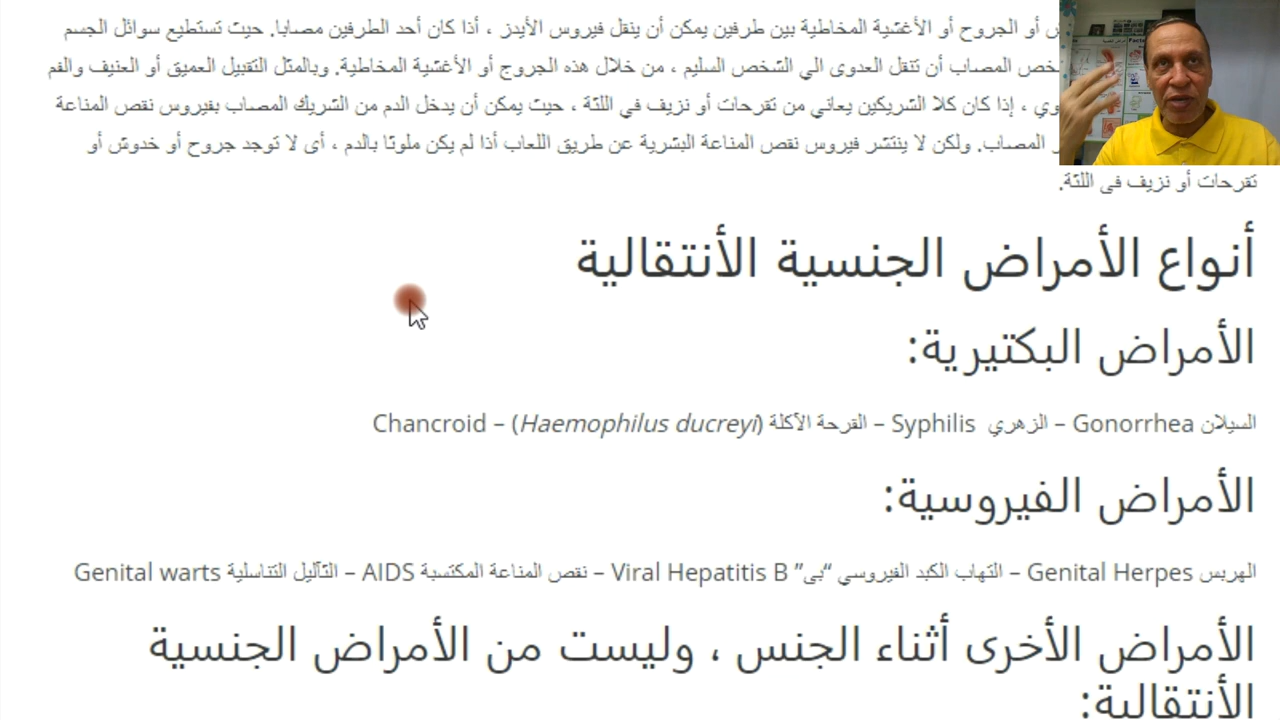 ش أو الجروح أو الأغشية المخاطية بين طرفين يمكن أن ينقل فيروس الأيدز ، أذا كان أحد الطرفين مصابا. حيث تستطيع سوائل الجسم
خص المصاب أن تنقل العدوى الي الشخص السليم ، من خلال هذه الجروح أو الأغشية المخاطية. وبالمثل التقبيل العميق أو العنيف والفم
وي ، إذا كان كلا الشريكين يعاني من تقرحات أو نزيف في اللثة ، حيث يمكن أن يدخل الدم من الشريك المصاب بفيروس نقص المناعة
المصاب. ولكن لا ينتشر فيروس نقص المناعة البشرية عن طريق اللعاب أذا لم يكن ملوثا بالدم ، أى لا توجد جروح أو خدوش أو
تقرحات أو نزيف فى اللثة.
أنواع الأمراض الجنسية الأنتقالية
الأمراض البكتيرية:
السيلان Gonorrhea – الزهري Syphilis – القرحة الأكلة Chancroid – (Haemophilus ducreyi)
الأمراض الفيروسية:
الهربس Genital Herpes – التهاب الكبد الفيروسي “بى” Viral Hepatitis B – نقص المناعة المكتسبة AIDS – الثآليل التناسلية Genital warts
الأمراض الأخرى أثناء الجنس ، وليست من الأمراض الجنسية
الأنتقالية: